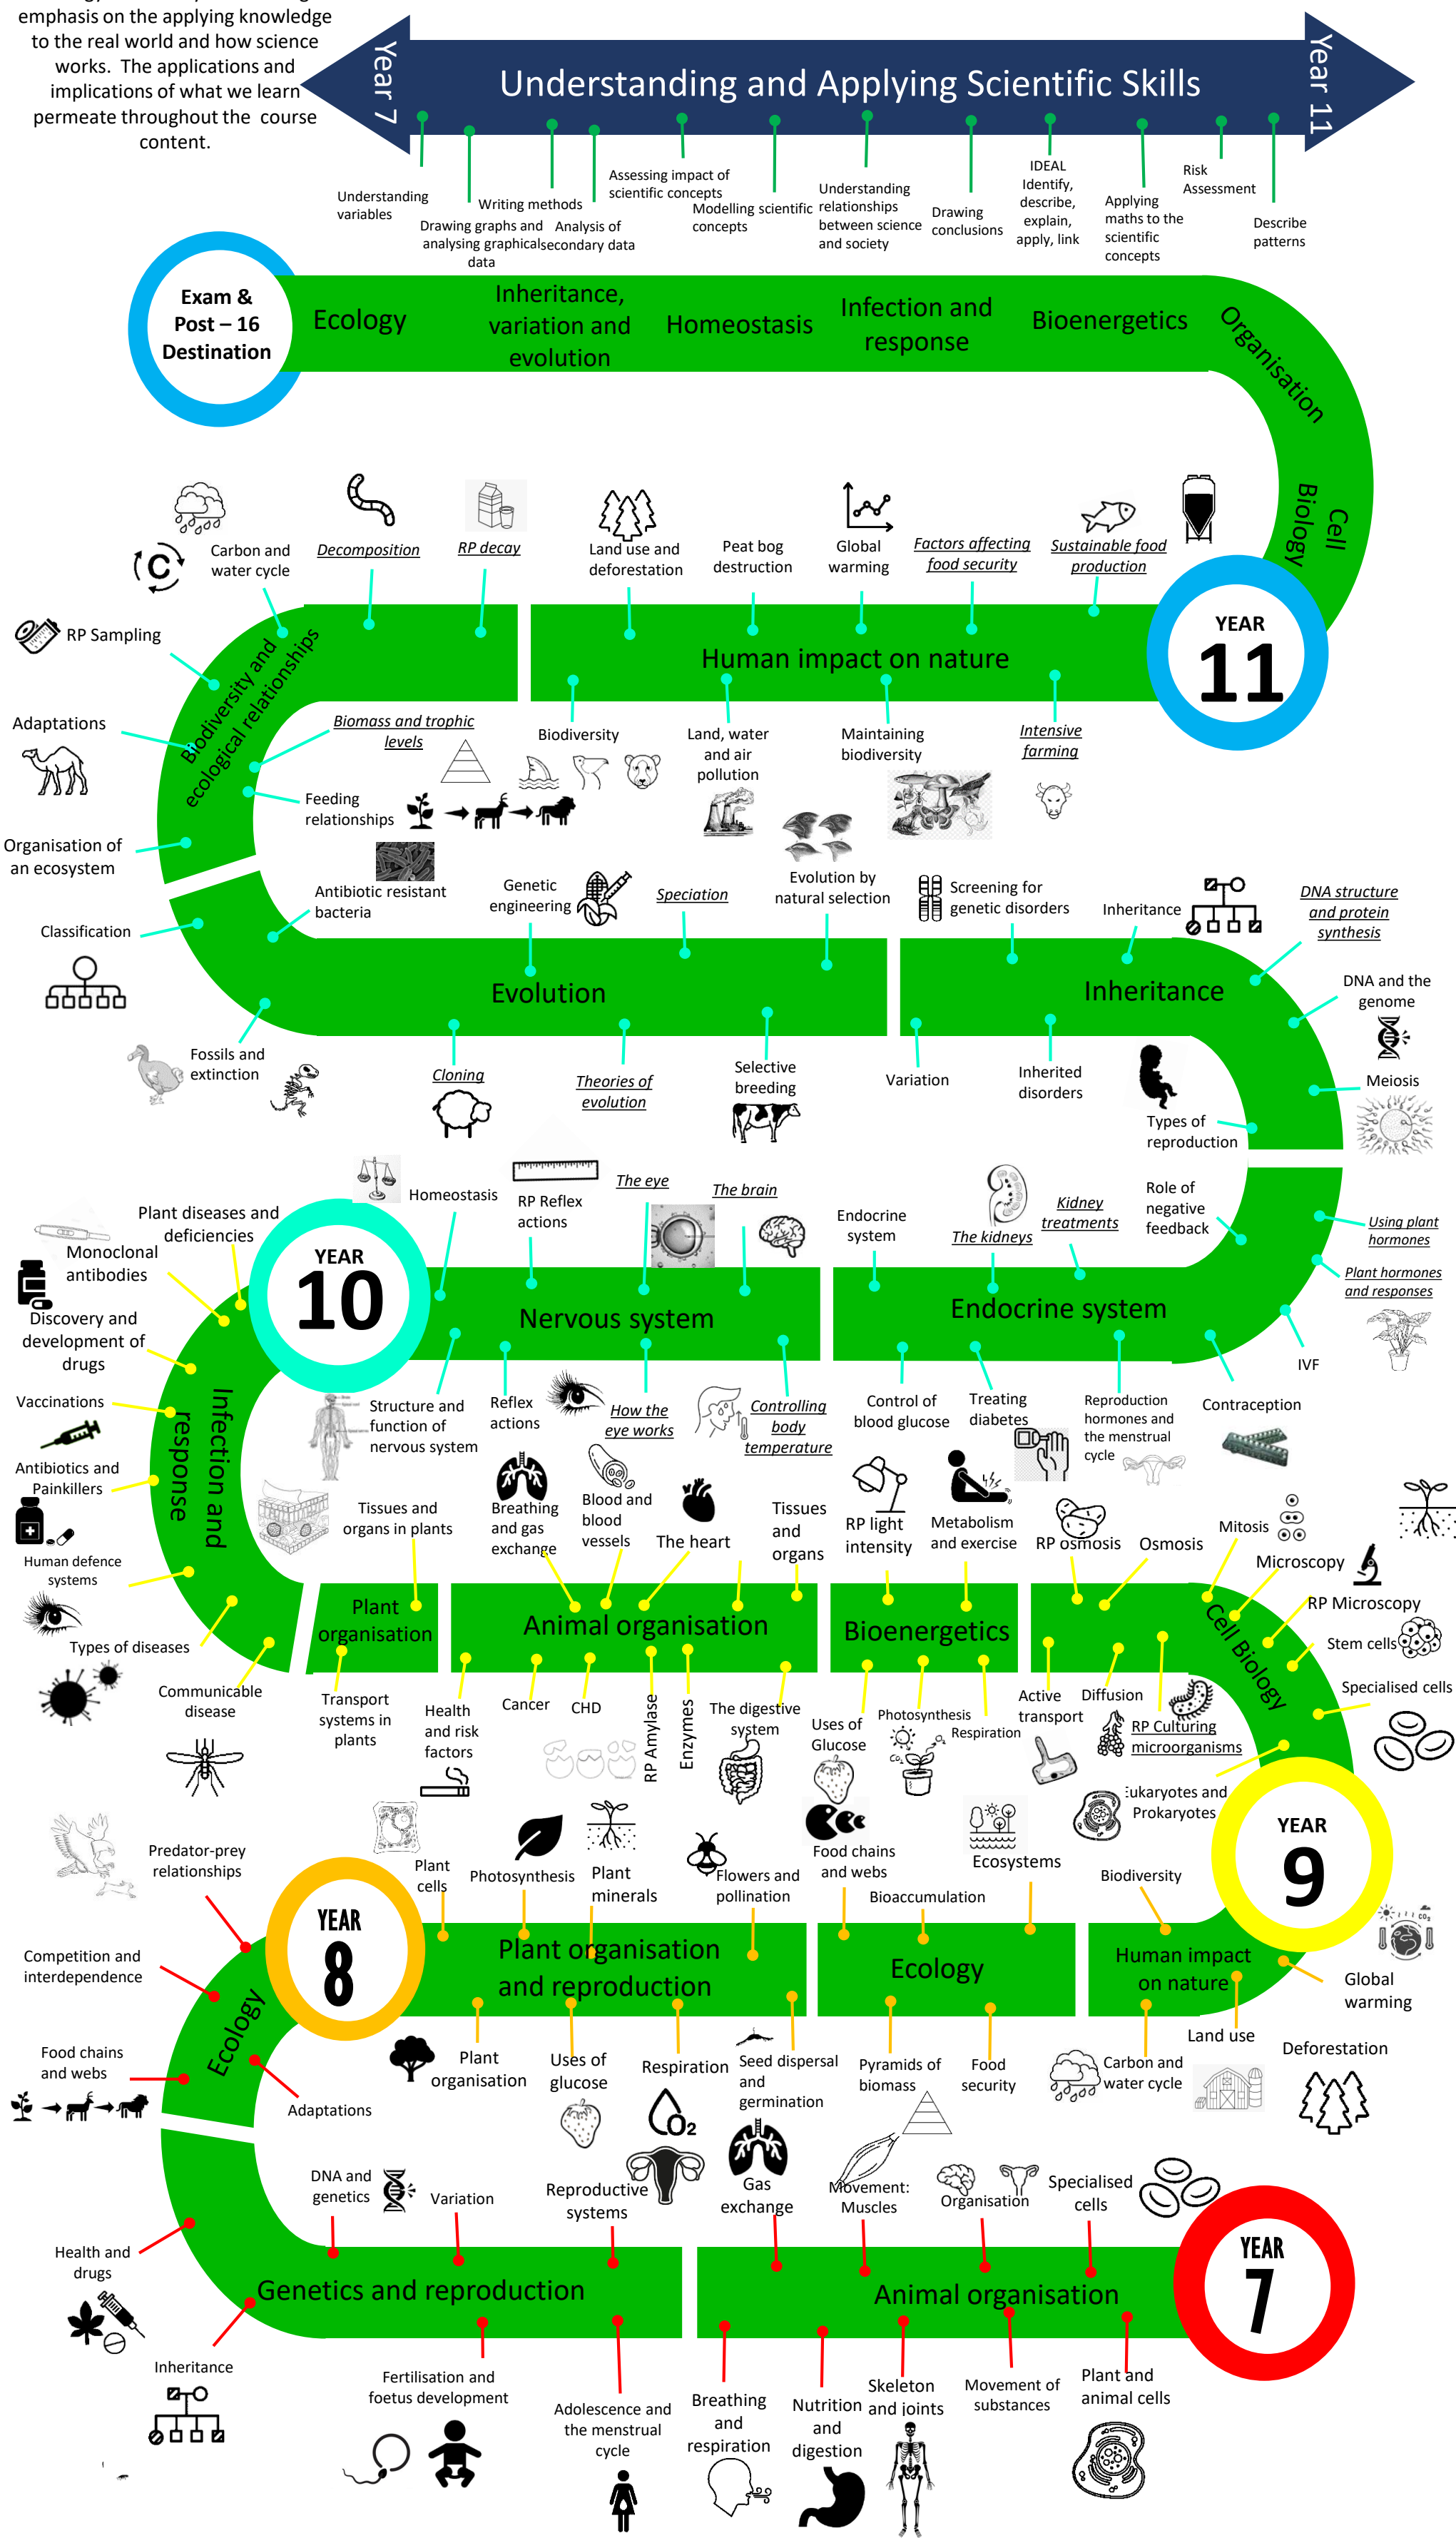 emphasis on the applying knowledge
to the real world and how science
works. The applications and
implications of what we learn
permeate throughout the course
content.
Year 7
Understanding and Applying Scientific Skills
Year 11
Understanding
variables
Drawing graphs and
analysing graphical
data
Writing methods
Analysis of
secondary data
Assessing impact of
scientific concepts
Modelling scientific
concepts
Understanding
relationships
between science
and society
Drawing
conclusions
IDEAL
Identify,
describe,
explain,
apply, link
Applying
maths to the
scientific
concepts
Risk
Assessment
Describe
patterns
Exam &
Post – 16
Destination
Ecology
Inheritance,
variation and
evolution
Homeostasis
Infection and
response
Bioenergetics
Organisation
Cell
Biology
Carbon and
water cycle
C
Decomposition
RP decay
Land use and
deforestation
Peat bog
destruction
Global
warming
Factors affecting
food security
Sustainable food
production
YEAR
11
RP Sampling
Biodiversity and
ecological relationships
Human impact on nature
Adaptations
Biomass and trophic
levels
Biodiversity
Land, water
and air
pollution
Maintaining
biodiversity
Intensive
farming
Feeding
relationships
Organisation of
an ecosystem
Antibiotic resistant
bacteria
Genetic
engineering
Speciation
Evolution by
natural selection
Screening for
genetic disorders
Inheritance
DNA structure
and protein
synthesis
Classification
Evolution
Inheritance
DNA and the
genome
Fossils and
extinction
Cloning
Theories of
evolution
Selective
breeding
Variation
Inherited
disorders
Types of
reproduction
Meiosis
Homeostasis
RP Reflex
actions
The eye
The brain
Endocrine
system
The kidneys
Kidney
treatments
Role of
negative
feedback
Using plant
hormones
Plant hormones
and responses
Plant diseases and
deficiencies
Monoclonal
antibodies
YEAR
10
Nervous system
Endocrine system
Discovery and
development of
drugs
IVF
Vaccinations
Infection and
response
Structure and
function of
nervous system
Reflex
actions
How the
eye works
Controlling
body
temperature
Control of
blood glucose
Treating
diabetes
Reproduction
hormones and
the menstrual
cycle
Contraception
Antibiotics and
Painkillers
Tissues and
organs in plants
Breathing
and gas
exchange
Blood and
blood
vessels
The heart
Tissues
and
organs
RP light
intensity
Metabolism
and exercise
RP osmosis
Osmosis
Mitosis
Microscopy
RP Microscopy
Stem cells
Human defence
systems
Plant
organisation
Animal organisation
Bioenergetics
Cell Biology
Types of diseases
Communicable
disease
Transport
systems in
plants
Health
and risk
factors
Cancer
CHD
RP Amylase
Enzymes
The digestive
system
Uses of
Glucose
Photosynthesis
Respiration
Active
transport
Diffusion
RP Culturing
microorganisms
Specialised cells
Eukaryotes and
Prokaryotes
YEAR
9
Predator-prey
relationships
Plant
cells
Photosynthesis
Plant
minerals
Flowers and
pollination
Food chains
and webs
Bioaccumulation
Ecosystems
Biodiversity
YEAR
8
Plant organisation
and reproduction
Ecology
Human impact
on nature
CO₂
Global
warming
Competition and
interdependence
Ecology
Food chains
and webs
Adaptations
Plant
organisation
Uses of
glucose
Respiration
O2
Seed dispersal
and
germination
Pyramids of
biomass
Food
security
Carbon and
water cycle
Land use
Deforestation
DNA and
genetics
Variation
Reproductive
systems
Gas
exchange
Movement:
Muscles
Organisation
Specialised
cells
YEAR
7
Health and
drugs
Genetics and reproduction
Animal organisation
Inheritance
Fertilisation and
foetus development
Adolescence and
the menstrual
cycle
Breathing
and
respiration
Nutrition
and
digestion
Skeleton
and joints
Movement of
substances
Plant and
animal cells